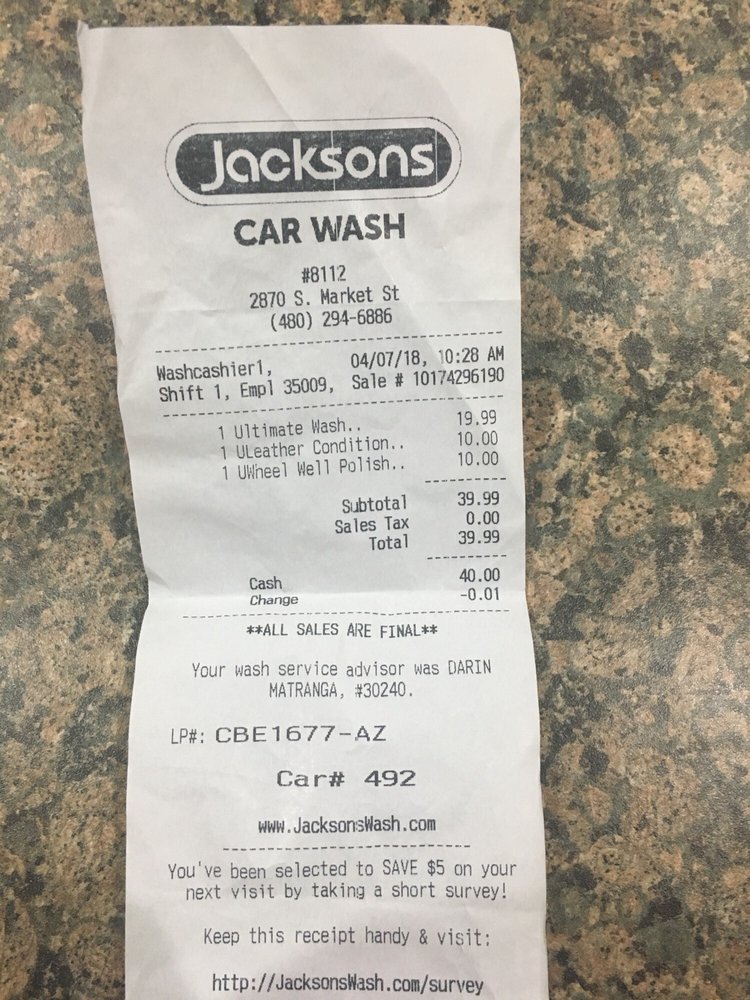 Jacksons
CAR WASH
#8112
2870 S. Market St
(480) 294-6886
Washcashier1, 04/07/18, 10:28 AM
Shift 1, Empl 35009, Sale # 10174296190
1 Ultimate Wash.. 19.99
1 ULeather Condition.. 10.00
1 UWheel Well Polish.. 10.00
Subtotal 39.99
Sales Tax 0.00
Total 39.99
Cash 40.00
Change -0.01
**ALL SALES ARE FINAL**
Your wash service advisor was DARIN
MATRANGA, #30240.
LP#: CBE1677-AZ
Car# 492
www.JacksonsWash.com
You've been selected to SAVE $5 on your
next visit by taking a short survey!
Keep this receipt handy & visit:
http://JacksonsWash.com/survey